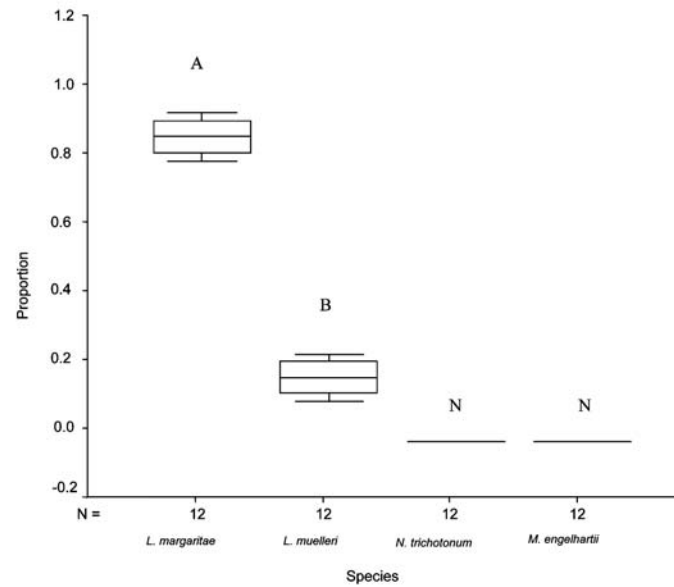 1.2
A
1.0
0.8
0.6
Proportion
B
0.4
0.2
N N
0.0
-0.2
N = 12 12 12 12
L. margaritae L. muelleri N. trichotonum M. engelhartii
Species